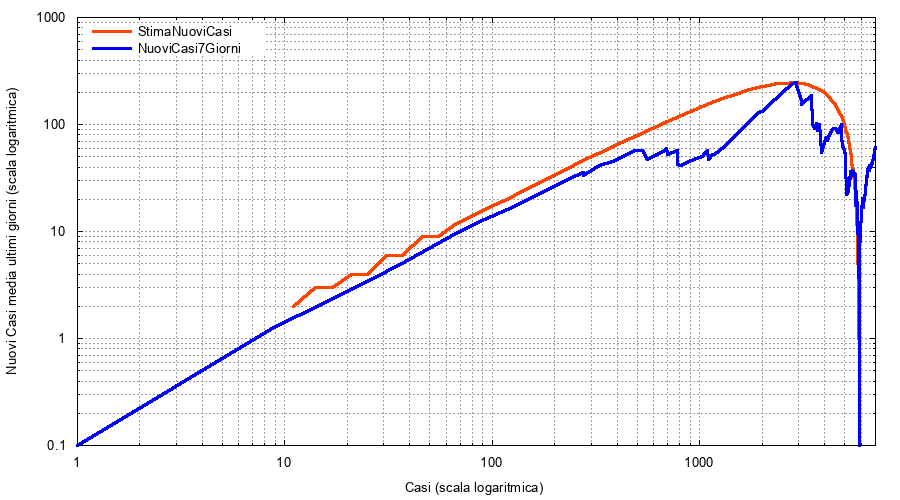 1000
StimaNuoviCasi
NuoviCasi7Giorni
100
10
1
0.1
Nuovi Casi media ultimi giorni (scala logaritmica)
1
10
100
1000
Casi (scala logaritmica)